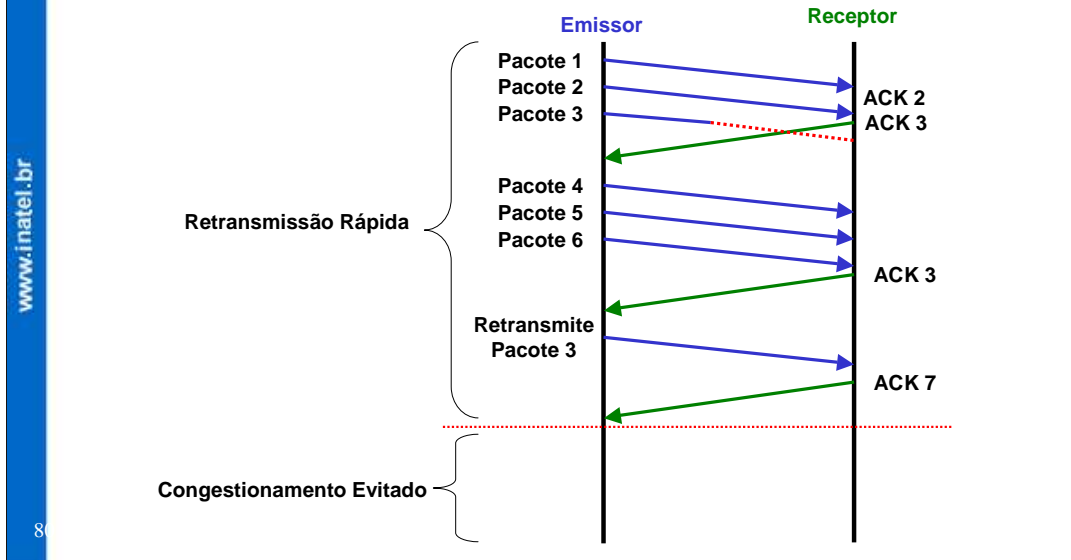 Receptor
Emissor
Pacote 1
Pacote 2
Pacote 3
ACK 2
ACK 3
Pacote 4
Pacote 5
Pacote 6
Retransmissão Rápida
ACK 3
Retransmite
Pacote 3
ACK 7
Congestionamento Evitado
www.inatel.br